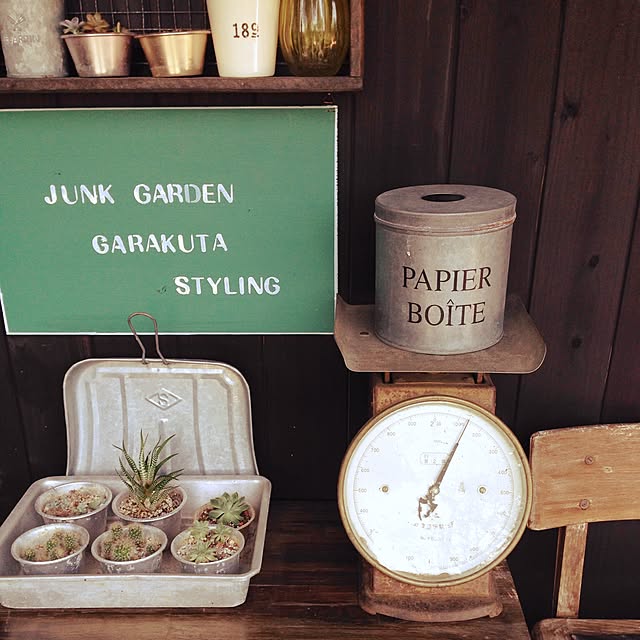 189
JUNK GARDEN
GARAKUTA
STYLING
PAPIER
BOÎTE